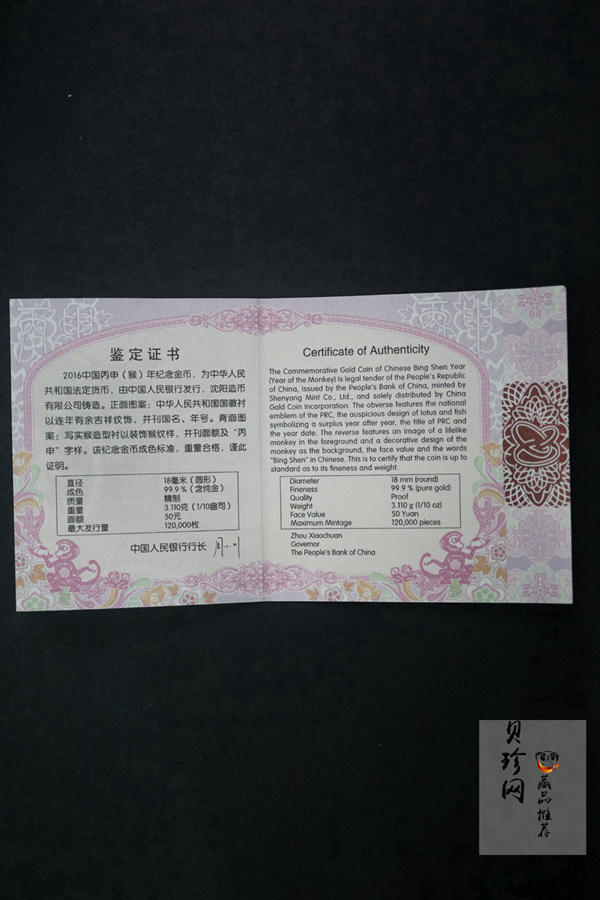 鉴定证书
2016中国丙申（猴）年纪念金币，为中华人民
共和国法定货币，由中国人民银行发行，沈阳造币
有限公司铸造。正面图案：中华人民共和国国徽衬
以连年有余吉祥纹饰，并刊国名、年号。背面图
案：写实猴造型衬以装饰猴纹样，并刊面额及“丙
申”字样。该纪念金币成色标准，重量合格，谨此
证明。
直径 18毫米（圆形）
成色 99.9％（含纯金）
质量 精制
重量 3.110克（1/10盎司）
面额 50元
最大发行量 120,000枚
中国人民银行行长
Certificate of Authenticity
The Commemorative Gold Coin of Chinese Bing Shen Year
(Year of the Monkey) is legal tender of the People's Republic
of China, issued by the People's Bank of China, minted by
Shenyang Mint Co., Ltd., and solely distributed by China
Gold Coin Incorporation. The obverse features the national
emblem of the PRC, the auspicious design of lotus and fish
symbolizing a surplus year after year, the title of PRC and
the year date. The reverse features an image of a lifelike
monkey in the foreground and a decorative design of the
monkey as the background, the face value and the words
"Bing Shen" in Chinese. This is to certify that the coin is up to
standard as to its fineness and weight.
Diameter 18 mm (round)
Fineness 99.9 % (pure gold)
Quality Proof
Weight 3.110 g (1/10 oz)
Face Value 50 Yuan
Maximum Mintage 120,000 pieces
Zhou Xiaochuan
Governor
The People's Bank of China
贝珍网
藏品推荐